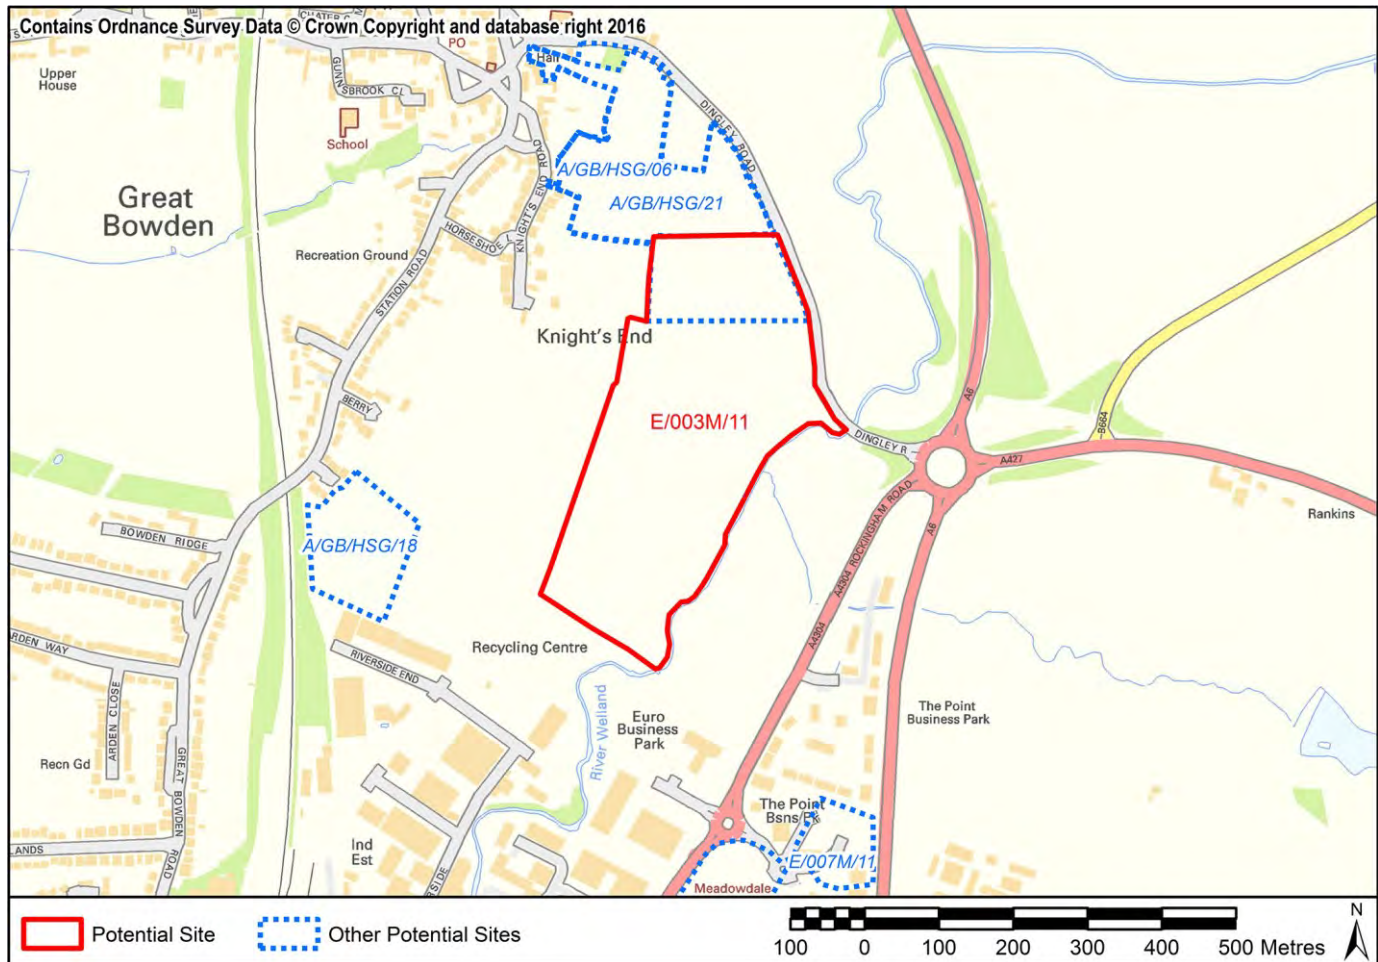 Contains Ordnance Survey Data © Crown Copyright and database right 2016
PO
Hall
Upper
House
GUNNSBROOK CL
School
DINGLEY ROAD
KNIGHT'S END ROAD
A/GB/HSG/06
A/GB/HSG/21
Great
Bowden
HORSESHOE L
Recreation Ground
STATION ROAD
Knight's End
BERRY
E/003M/11
A6
B664
DINGLEY R
A427
Rankins
A4304 ROCKINGHAM ROAD
A6
BOWDEN RIDGE
A/GB/HSG/18
ARDEN WAY
Recycling Centre
RIVERSIDE END
A4304
ARDEN CLOSE
River Welland
Euro
Business
Park
The Point
Business Park
Recn Gd
GREAT BOWDEN
ROAD
The Point
Bsns Pk
Ind
Est
LANDS
RSIDE
E/007M/11
Meadowdale
Potential Site
Other Potential Sites
100 0 100 200 300 400 500 Metres
N